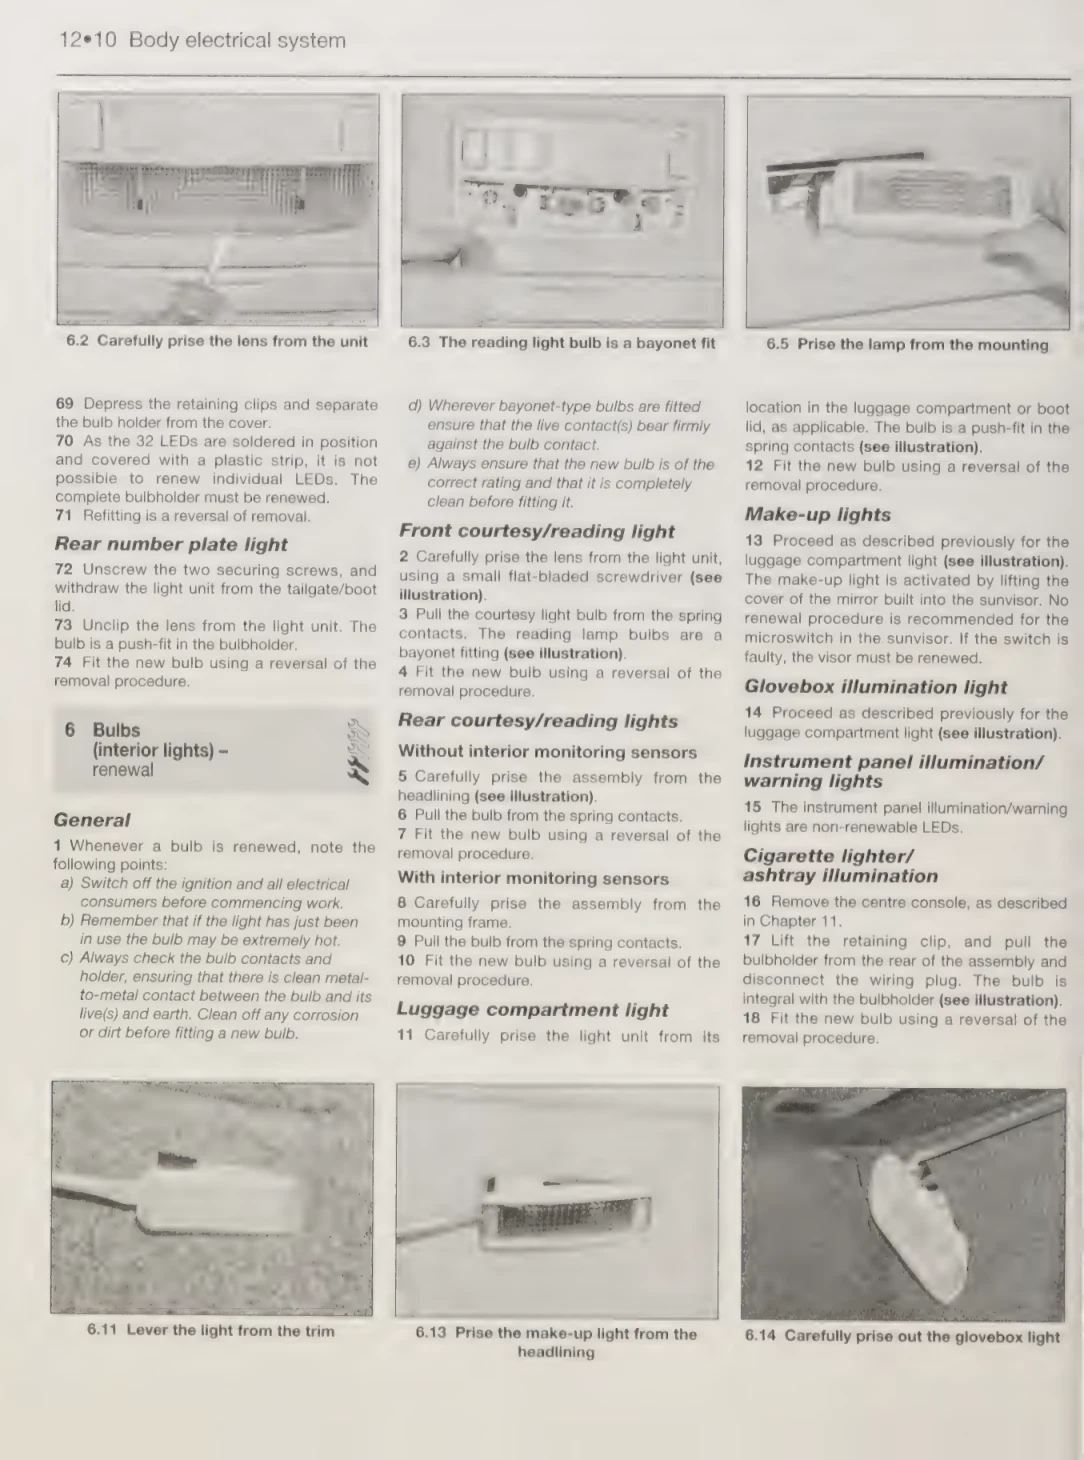 12•10 Body electrical system
6.2 Carefully prise the lens from the unit
6.3 The reading light bulb is a bayonet fit
6.5 Prise the lamp from the mounting
69 Depress the retaining clips and separate
the bulb holder from the cover.
70 As the 32 LEDs are soldered in position
and covered with a plastic strip, it is not
possible to renew individual LEDs. The
complete bulbholder must be renewed.
71 Refitting is a reversal of removal.
Rear number plate light
72 Unscrew the two securing screws, and
withdraw the light unit from the tailgate/boot
lid.
73 Unclip the lens from the light unit. The
bulb is a push-fit in the bulbholder.
74 Fit the new bulb using a reversal of the
removal procedure.
6 Bulbs
(interior lights) –
renewal
General
1 Whenever a bulb is renewed, note the
following points:
a) Switch off the ignition and all electrical
consumers before commencing work.
b) Remember that if the light has just been
in use the bulb may be extremely hot.
c) Always check the bulb contacts and
holder, ensuring that there is clean metal-
to-metal contact between the bulb and its
live(s) and earth. Clean off any corrosion
or dirt before fitting a new bulb.
d) Wherever bayonet-type bulbs are fitted
ensure that the live contact(s) bear firmly
against the bulb contact.
e) Always ensure that the new bulb is of the
correct rating and that it is completely
clean before fitting it.
Front courtesy/reading light
2 Carefully prise the lens from the light unit,
using a small flat-bladed screwdriver (see
illustration).
3 Pull the courtesy light bulb from the spring
contacts. The reading lamp bulbs are a
bayonet fitting (see illustration).
4 Fit the new bulb using a reversal of the
removal procedure.
Rear courtesy/reading lights
Without interior monitoring sensors
5 Carefully prise the assembly from the
headlining (see illustration).
6 Pull the bulb from the spring contacts.
7 Fit the new bulb using a reversal of the
removal procedure.
With interior monitoring sensors
8 Carefully prise the assembly from the
mounting frame.
9 Pull the bulb from the spring contacts.
10 Fit the new bulb using a reversal of the
removal procedure.
Luggage compartment light
11 Carefully prise the light unit from its
location in the luggage compartment or boot
lid, as applicable. The bulb is a push-fit in the
spring contacts (see illustration).
12 Fit the new bulb using a reversal of the
removal procedure.
Make-up lights
13 Proceed as described previously for the
luggage compartment light (see illustration).
The make-up light is activated by lifting the
cover of the mirror built into the sunvisor. No
renewal procedure is recommended for the
microswitch in the sunvisor. If the switch is
faulty, the visor must be renewed.
Glovebox illumination light
14 Proceed as described previously for the
luggage compartment light (see illustration).
Instrument panel illumination/
warning lights
15 The instrument panel illumination/warning
lights are non-renewable LEDs.
Cigarette lighter/
ashtray illumination
16 Remove the centre console, as described
in Chapter 11.
17 Lift the retaining clip, and pull the
bulbholder from the rear of the assembly and
disconnect the wiring plug. The bulb is
integral with the bulbholder (see illustration).
18 Fit the new bulb using a reversal of the
removal procedure.
6.11 Lever the light from the trim
6.13 Prise the make-up light from the
headlining
6.14 Carefully prise out the glovebox light